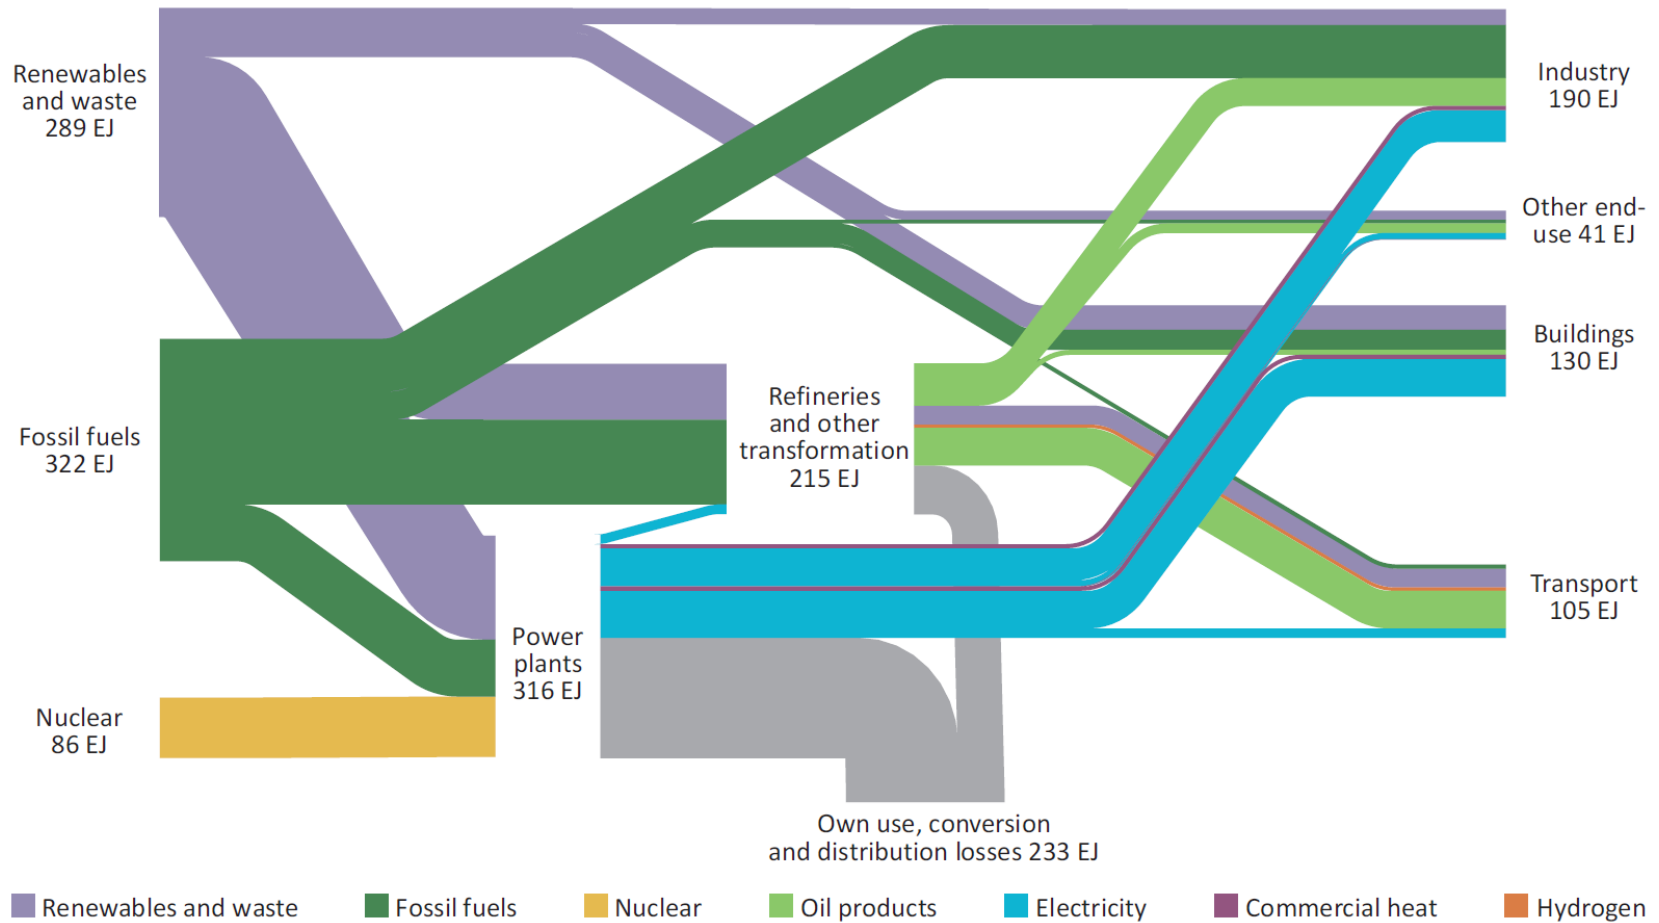 Renewables
and waste
289 EJ
Fossil fuels
322 EJ
Nuclear
86 EJ
Power
plants
316 EJ
Refineries
and other
transformation
215 EJ
Own use, conversion
and distribution losses 233 EJ
Industry
190 EJ
Other end-
use 41 EJ
Buildings
130 EJ
Transport
105 EJ
Renewables and waste
Fossil fuels
Nuclear
Oil products
Electricity
Commercial heat
Hydrogen